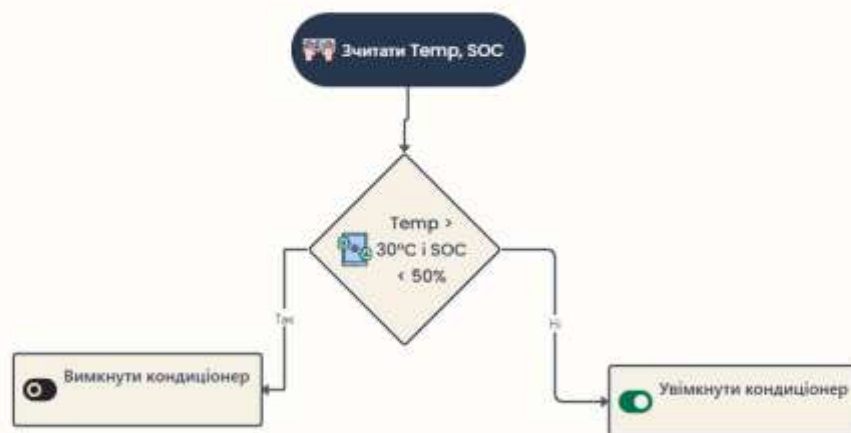 Зчитати Temp, SOC
Temp >
30°C і SOC
< 50%
Так
Ні
Вимкнути кондиціонер
Увімкнути кондиціонер